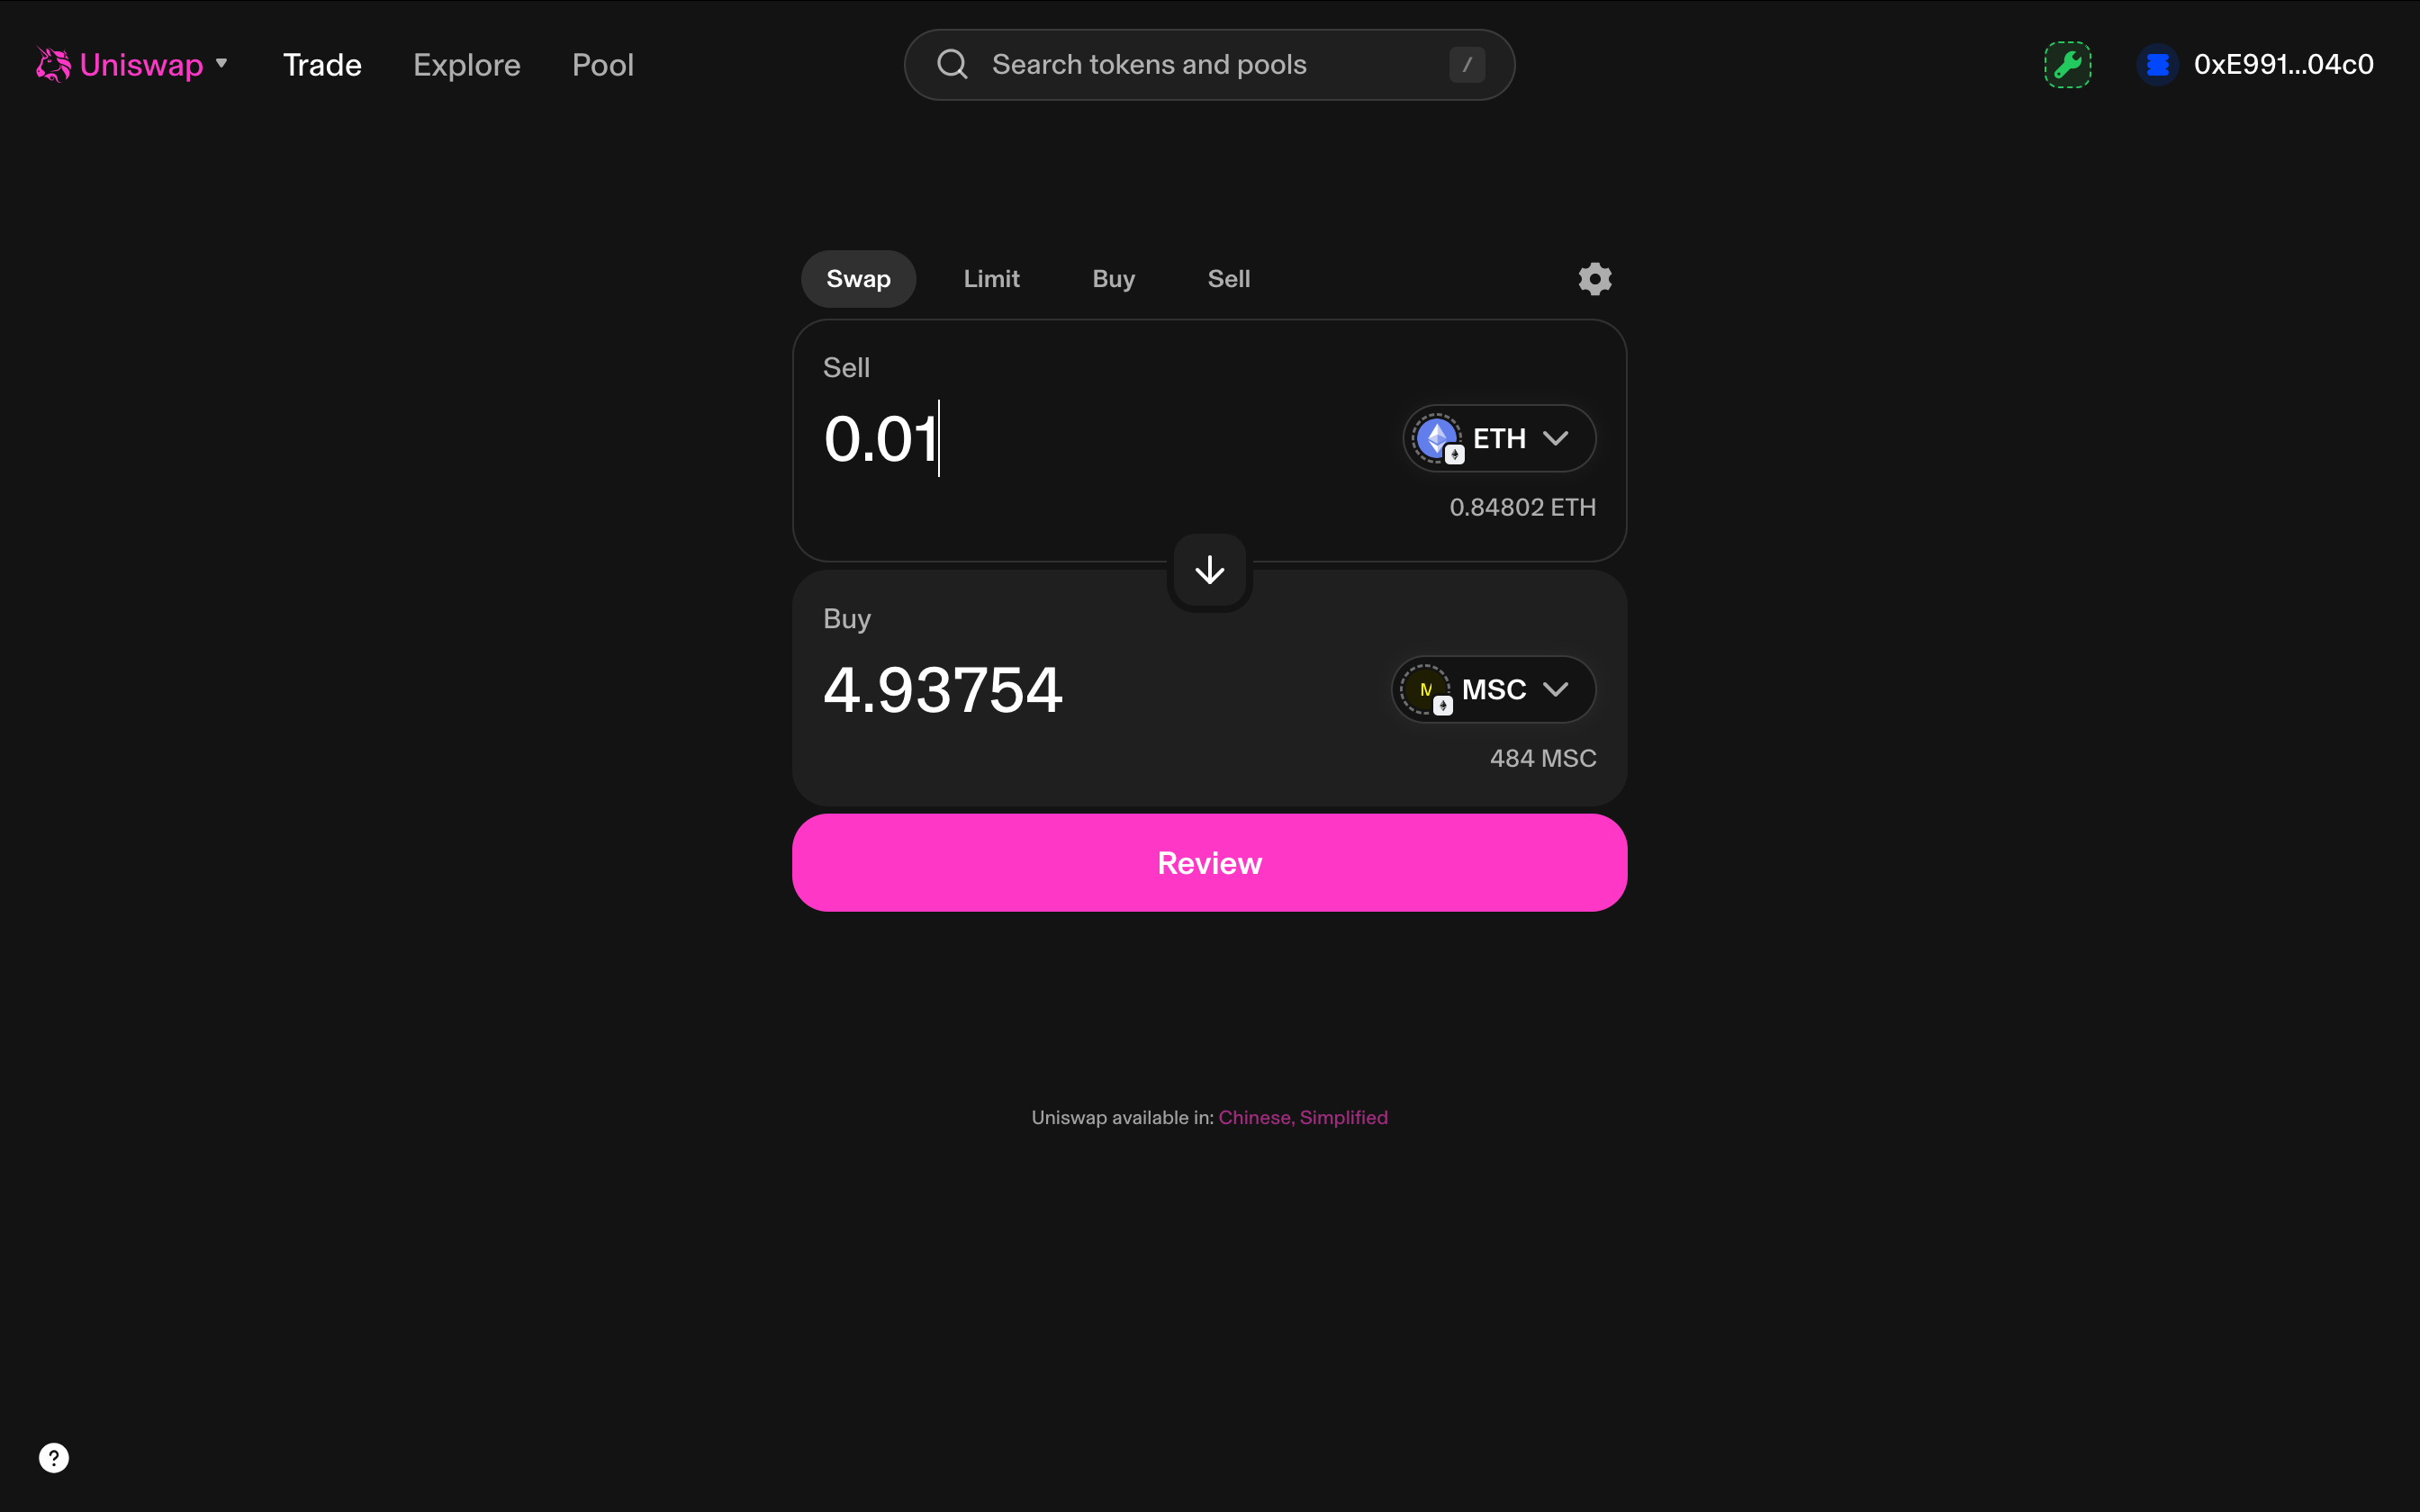 Uniswap Trade Explore Pool Search tokens and pools / 0xE991...04c0
Swap Limit Buy Sell
Sell
0.01 ETH
0.84802 ETH
Buy
4.93754 M MSC
484 MSC
Review
Uniswap available in: Chinese, Simplified
?